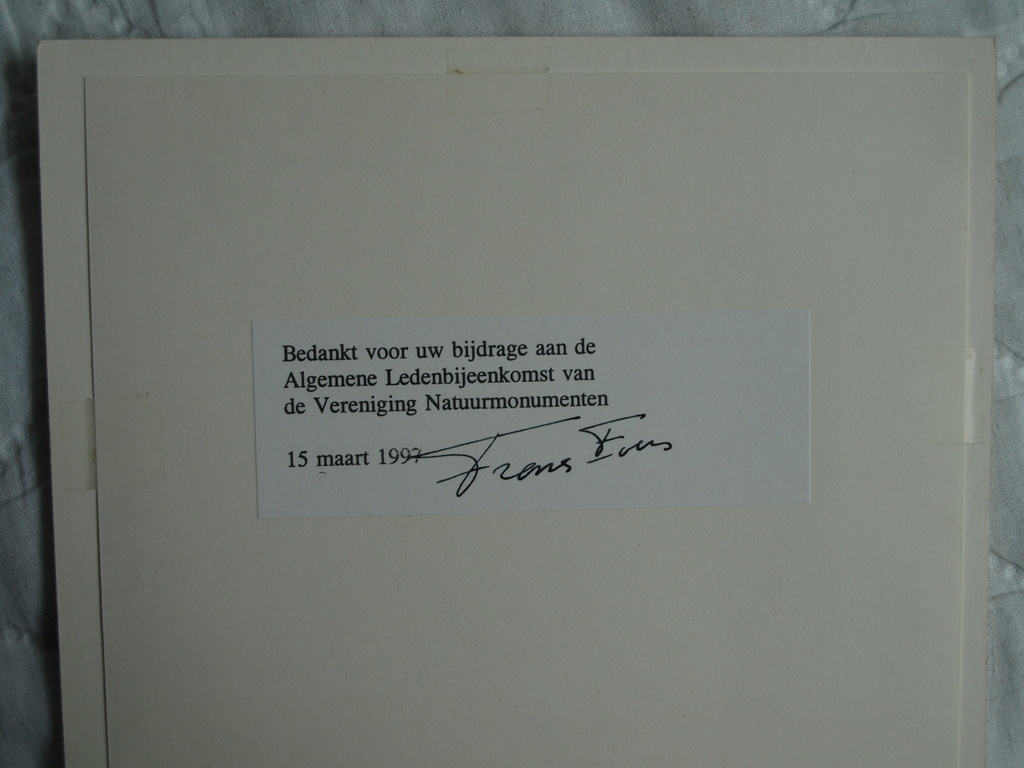 Bedankt voor uw bijdrage aan de
Algemene Ledenbijeenkomst van
de Vereniging Natuurmonumenten
15 maart 1997 Frans